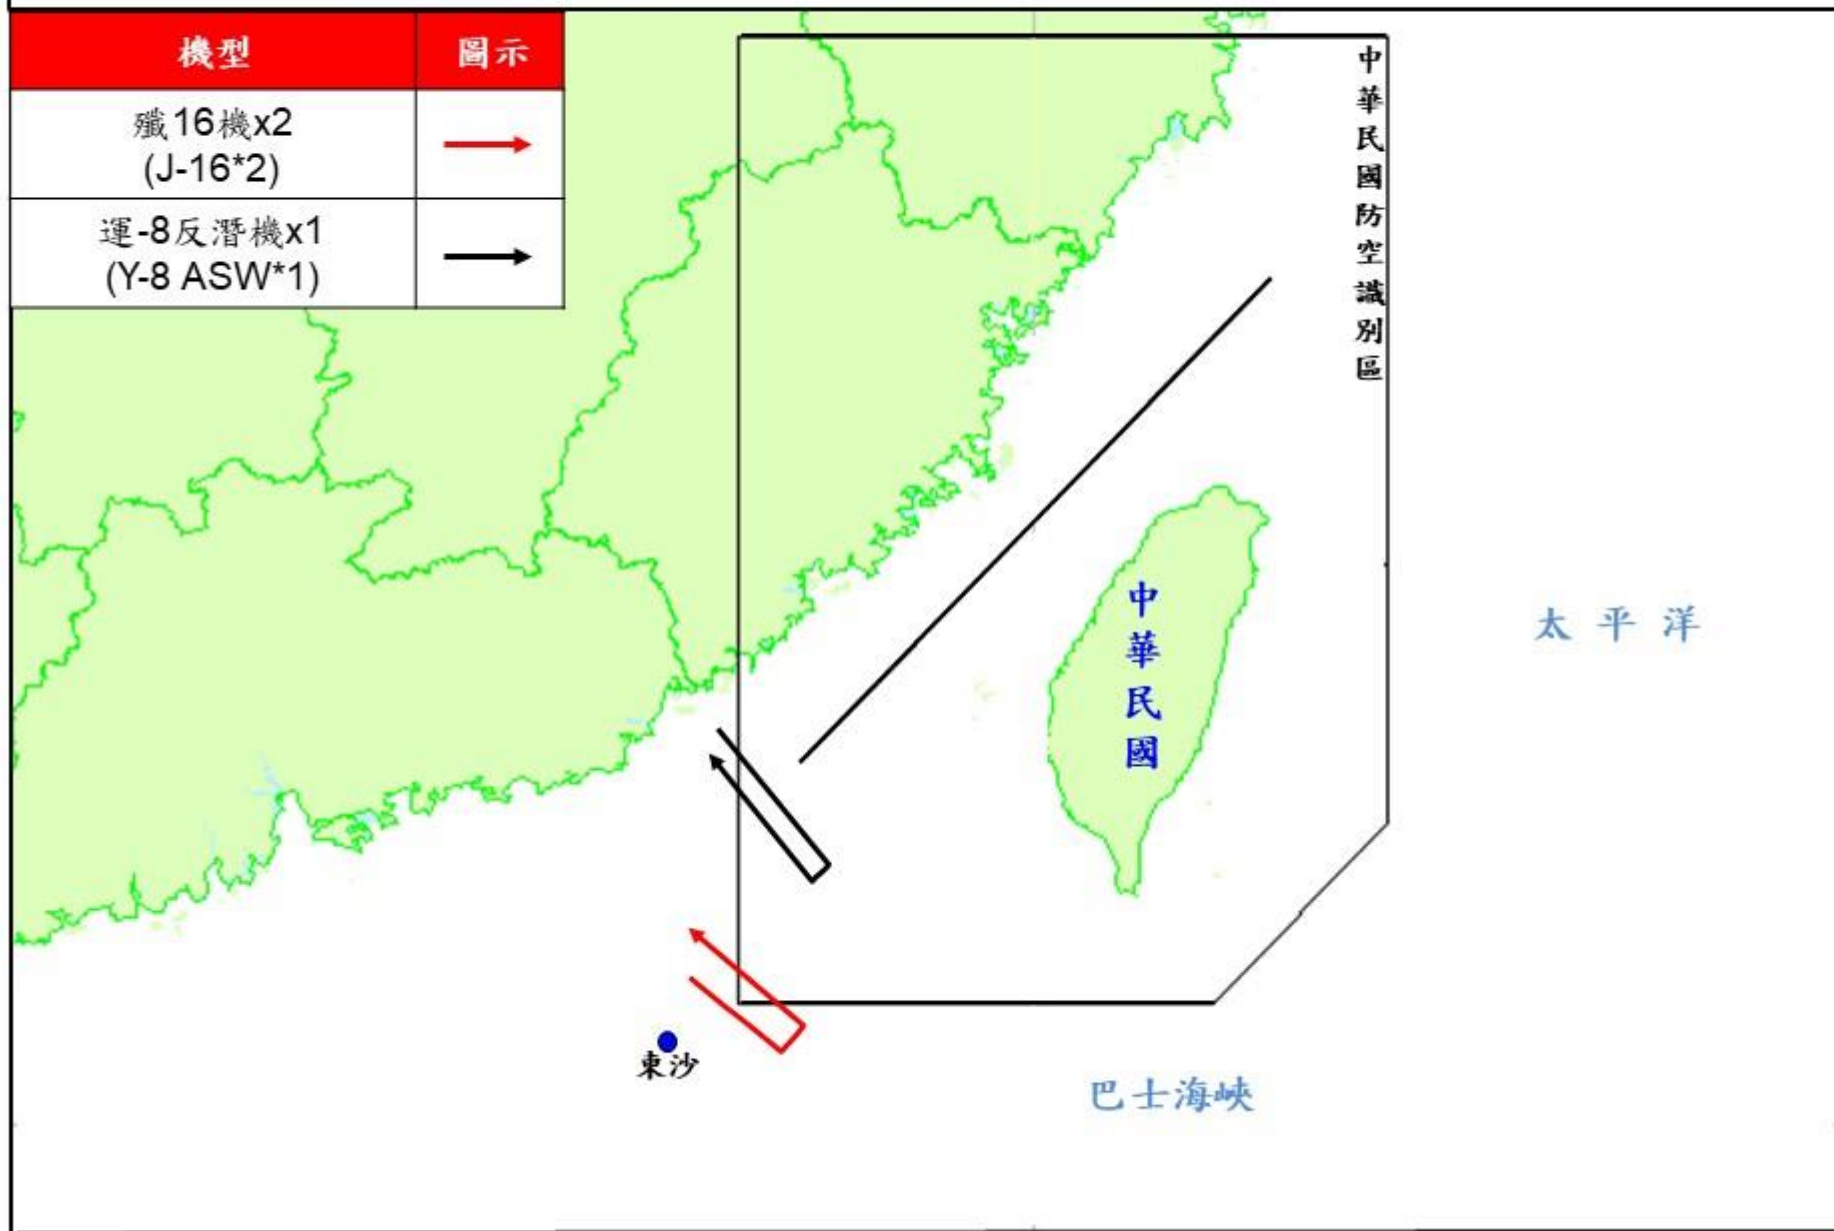 機型 圖示
殲16機x2
(J-16*2)
運-8反潛機x1
(Y-8 ASW*1)
中華民國防空識別區
中華民國
太平洋
東沙
巴士海峽